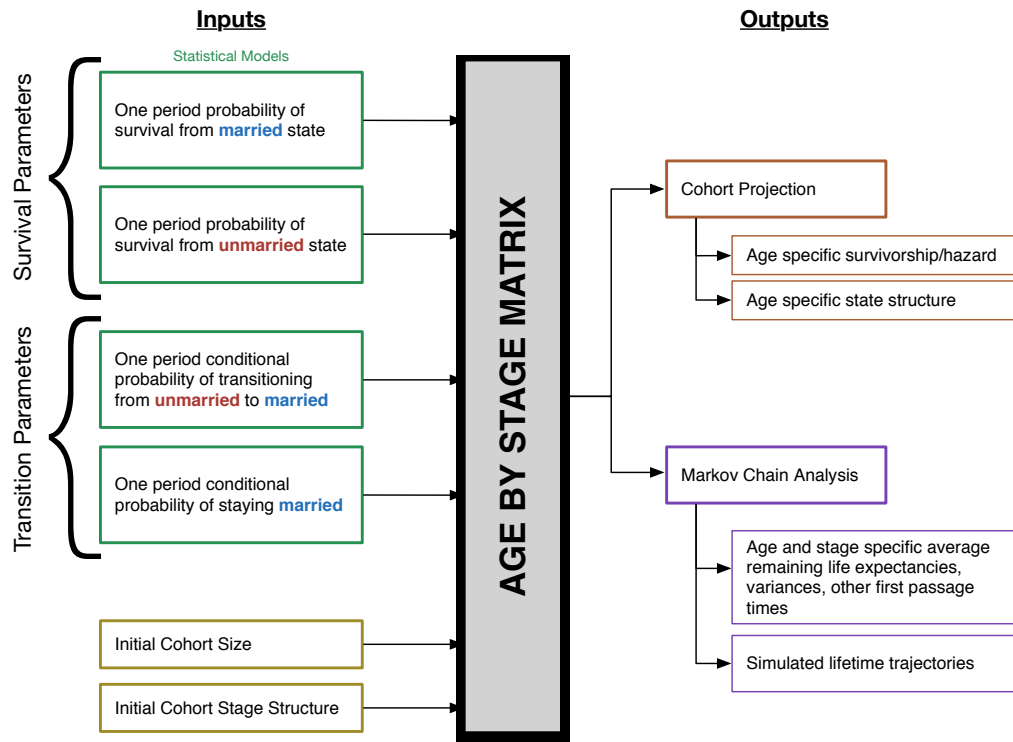 Inputs
Statistical Models
Survival Parameters
One period probability of
survival from married state
One period probability of
survival from unmarried state
Transition Parameters
One period conditional
probability of transitioning
from unmarried to married
One period conditional
probability of staying married
Initial Cohort Size
Initial Cohort Stage Structure
AGE BY STAGE MATRIX
Outputs
Cohort Projection
Age specific survivorship/hazard
Age specific state structure
Markov Chain Analysis
Age and stage specific average
remaining life expectancies,
variances, other first passage
times
Simulated lifetime trajectories